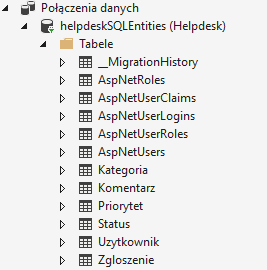 Połączenia danych
helpdeskSQLEntities (Helpdesk)
Tabele
__MigrationHistory
AspNetRoles
AspNetUserClaims
AspNetUserLogins
AspNetUserRoles
AspNetUsers
Kategoria
Komentarz
Priorytet
Status
Uzytkownik
Zgloszenie